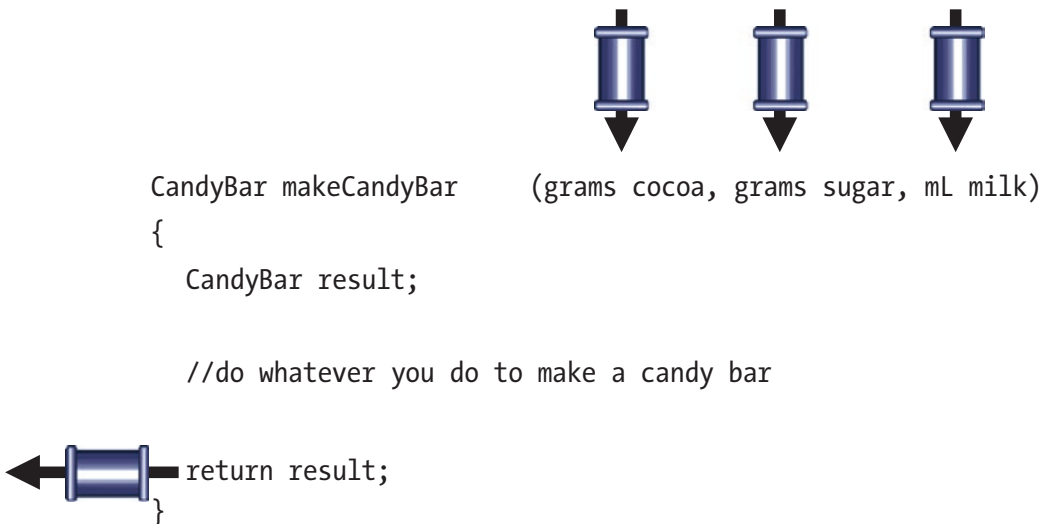 CandyBar makeCandyBar (grams cocoa, grams sugar, mL milk)
{
CandyBar result;
//do whatever you do to make a candy bar
return result;
}